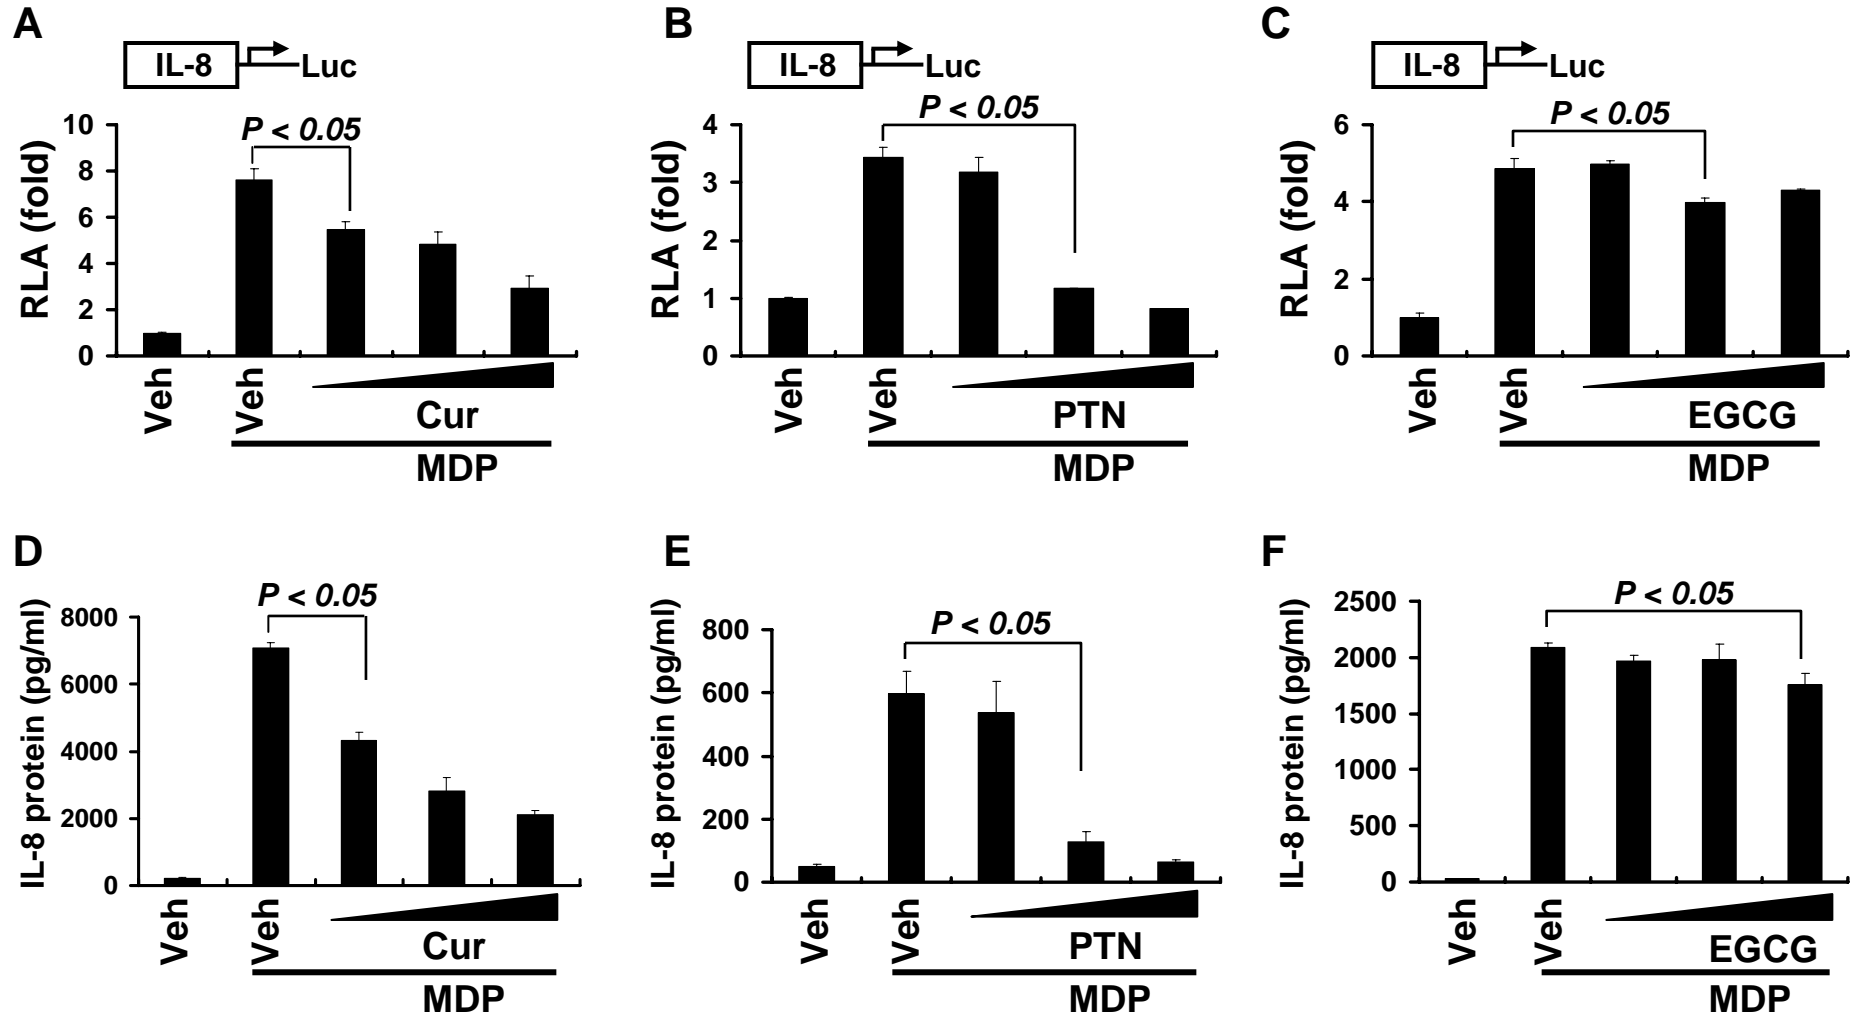 A
IL-8 Luc
P < 0.05
RLA (fold)
10
8
6
4
2
0
Veh
Veh
Cur
MDP
B
IL-8 Luc
P < 0.05
RLA (fold)
4
3
2
1
0
Veh
Veh
PTN
MDP
C
IL-8 Luc
P < 0.05
RLA (fold)
6
4
2
0
Veh
Veh
EGCG
MDP
D
P < 0.05
IL-8 protein (pg/ml)
8000
6000
4000
2000
0
Veh
Veh
Cur
MDP
E
P < 0.05
IL-8 protein (pg/ml)
800
600
400
200
0
Veh
Veh
PTN
MDP
F
P < 0.05
IL-8 protein (pg/ml)
2500
2000
1500
1000
500
0
Veh
Veh
EGCG
MDP